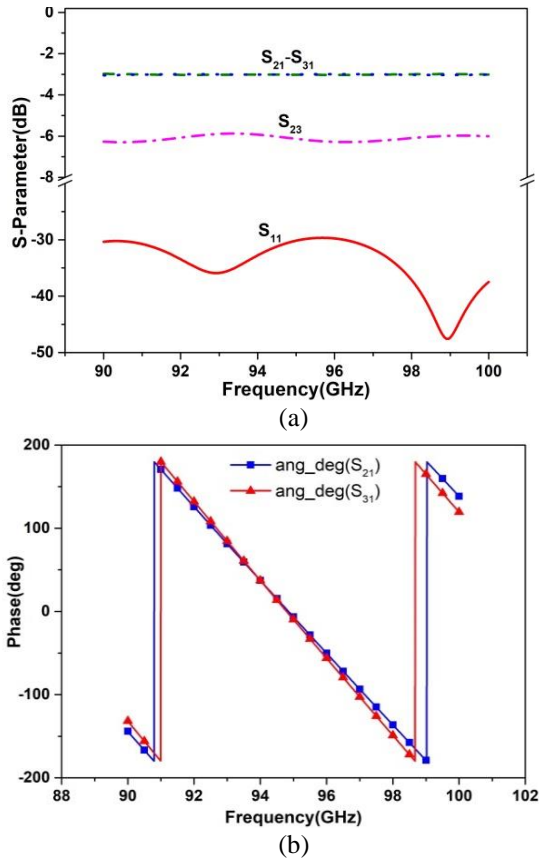 0
-2
-4
-6
-8
-30
-40
-50
S-Parameter(dB)
S21-S31
S23
S11
90 92 94 96 98 100
Frequency(GHz)
(a)
200
100
0
-100
-200
Phase(deg)
ang_deg(S21)
ang_deg(S31)
88 90 92 94 96 98 100 102
Frequency(GHz)
(b)